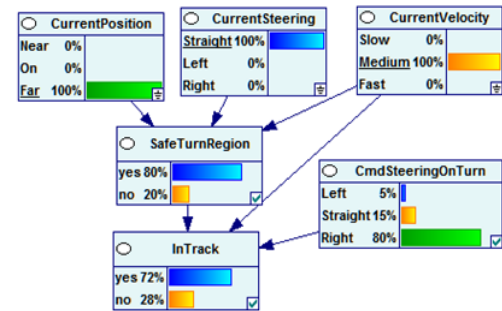 CurrentPosition
Near 0%
On 0%
Far 100%
CurrentSteering
Straight 100%
Left 0%
Right 0%
CurrentVelocity
Slow 0%
Medium 100%
Fast 0%
SafeTurnRegion
yes 80%
no 20%
CmdSteeringOnTurn
Left 5%
Straight 15%
Right 80%
InTrack
yes 72%
no 28%